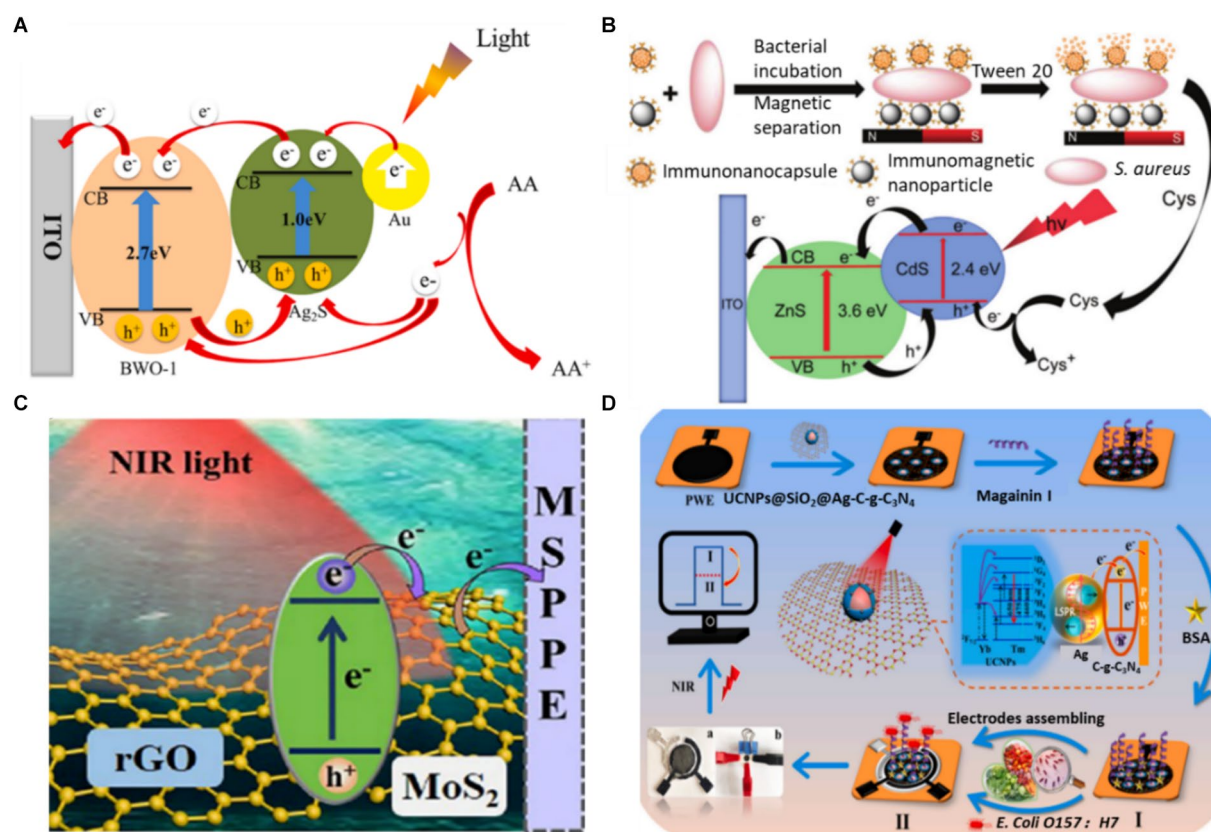 A
Light
e-
e-
e-
e-
e-
e-
e-
CB
CB
Au
AA
ITO
2.7eV
1.0eV
VB
h+
h+
e-
VB
h+
h+
h+
Ag2S
BWO-1
AA+
B
Bacterial
incubation
Tween 20
Magnetic
separation
N
S
N
S
Immunonanocapsule
Immunomagnetic
nanoparticle
S. aureus
Cys
e-
e-
hv
e-
CB
e-
CdS
2.4 eV
ITO
ZnS
3.6 eV
h+
e-
Cys
VB
h+
h+
Cys+
C
NIR light
MSPPE
e-
e-
e-
e-
rGO
h+
MoS2
D
PWE
UCNPs@SiO2@Ag-C-g-C3N4
Magainin I
I
II
e-
e-
e-
e-
LSPR
PWE
Yb
Tm
UCNPs
Ag
C-g-C3N4
BSA
NIR
Electrodes assembling
a
b
II
E. Coli O157 : H7
I